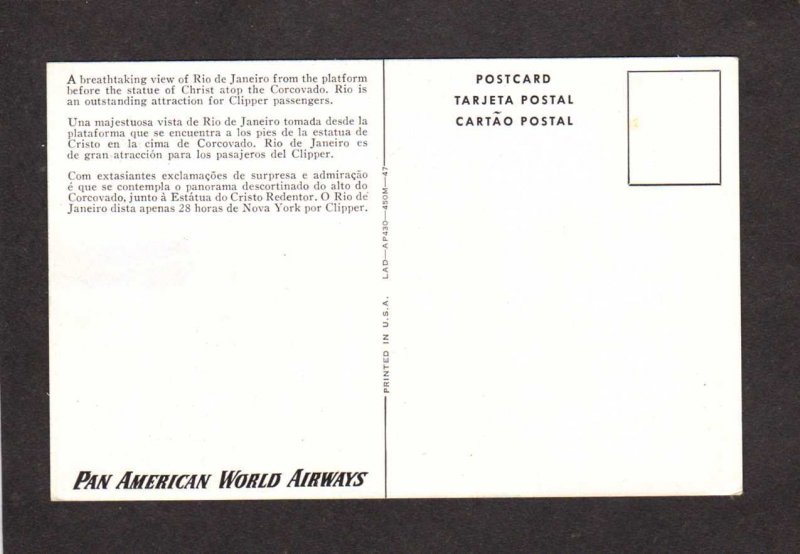 A breathtaking view of Rio de Janeiro from the platform
before the statue of Christ atop the Corcovado. Rio is
an outstanding attraction for Clipper passengers.
Una majestuosa vista de Rio de Janeiro tomada desde la
plataforma que se encuentra a los pies de la estatua de
Cristo en la cima de Corcovado. Rio de Janeiro es
de gran atracción para los pasajeros del Clipper.
Com extasiantes exclamações de surpresa e admiração
é que se contempla o panorama descortinado do alto do
Corcovado, junto à Estátua do Cristo Redentor. O Rio de
Janeiro dista apenas 28 horas de Nova York por Clipper.
PAN AMERICAN WORLD AIRWAYS
PRINTED IN U.S.A. LAD—AP430—450M—47
POSTCARD
TARJETA POSTAL
CARTÃO POSTAL